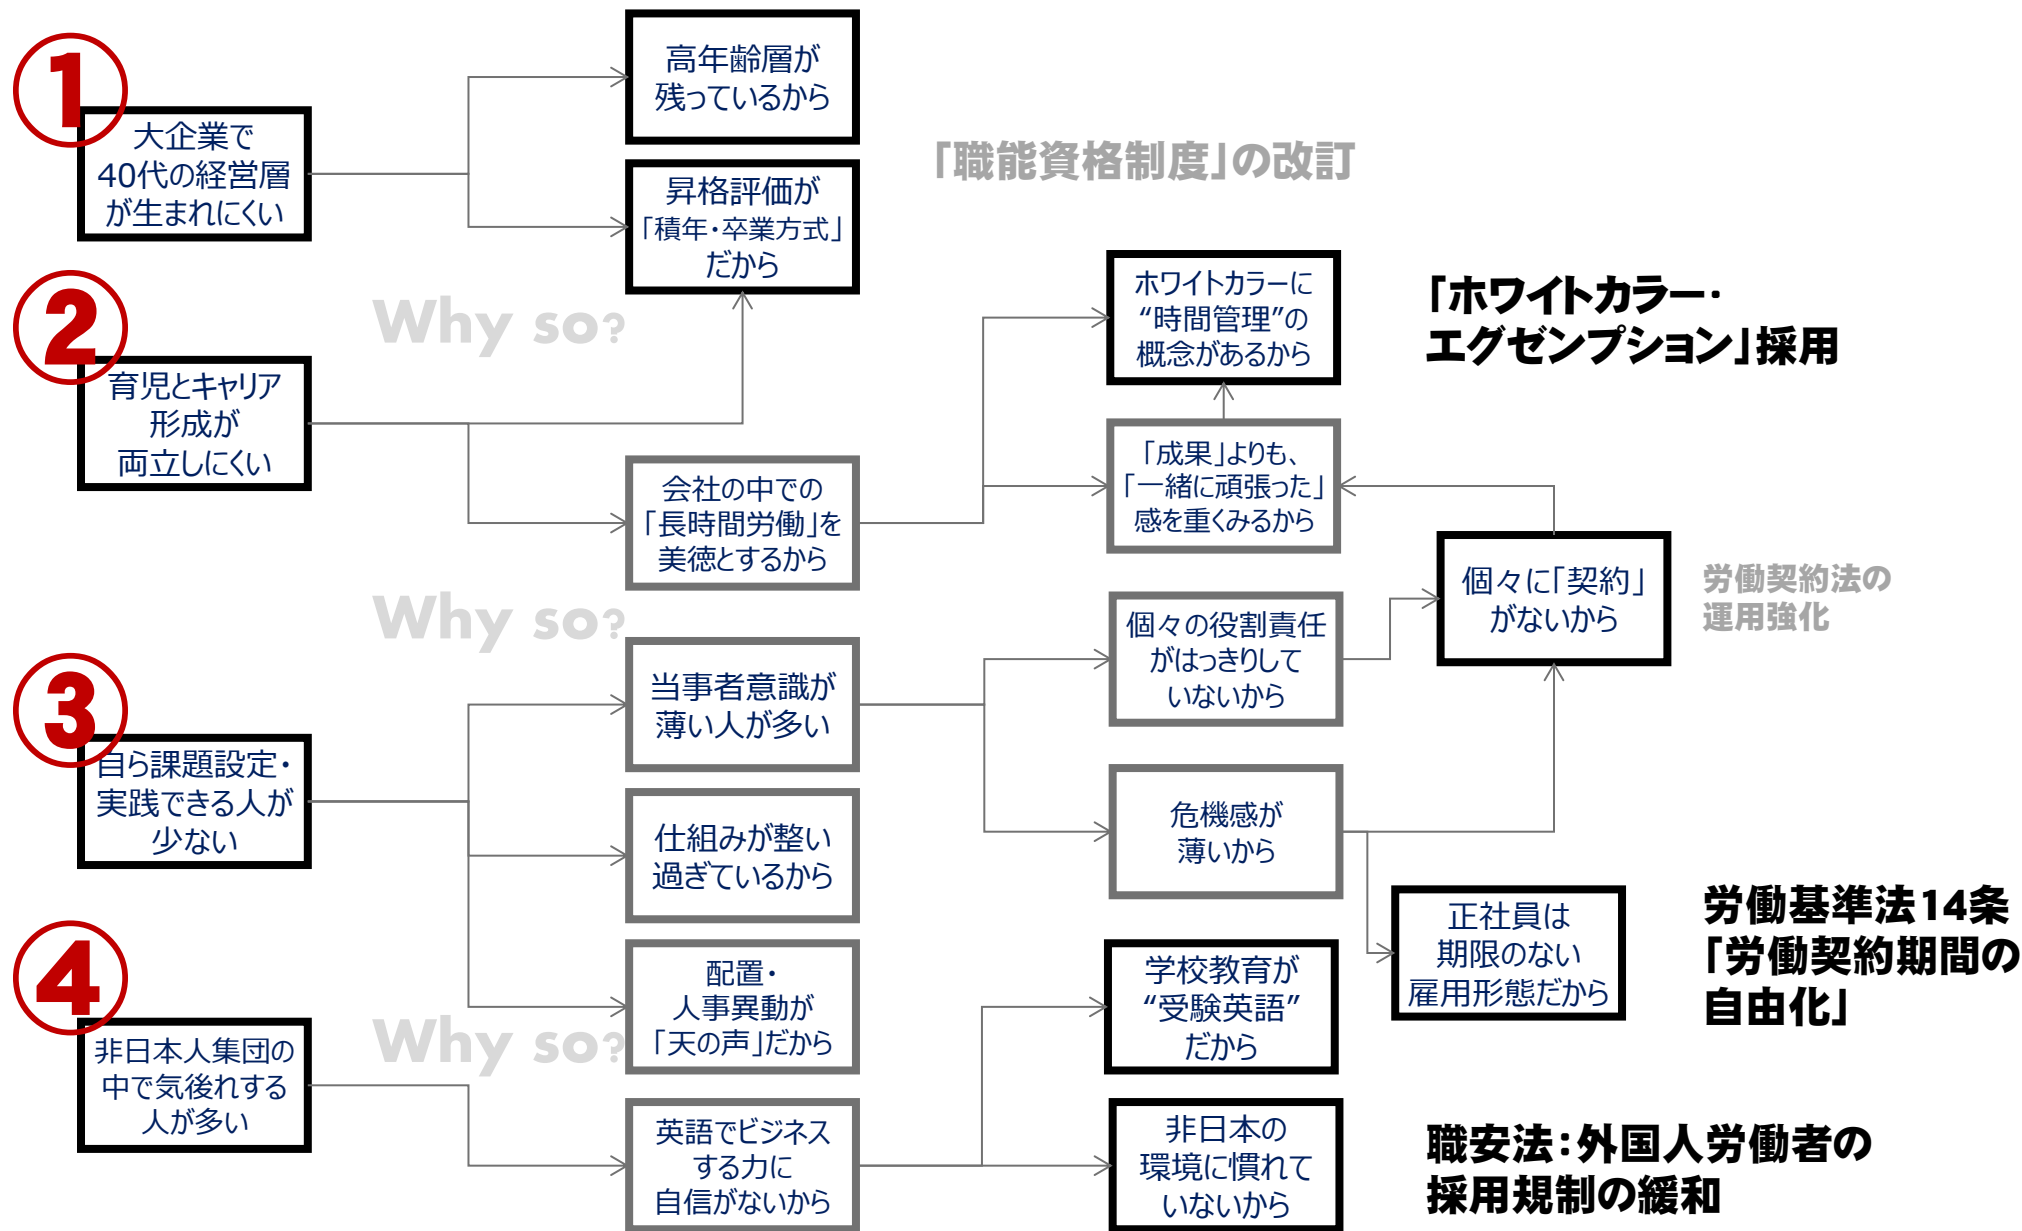 ①
大企業で
40代の経営層
が生まれにくい
高年齢層が
残っているから
昇格評価が
「積年・卒業方式」
だから
「職能資格制度」の改訂
②
育児とキャリア
形成が
両立しにくい
Why so?
会社の中での
「長時間労働」を
美徳とするから
ホワイトカラーに
“時間管理”の
概念があるから
「ホワイトカラー・
エグゼンプション」採用
「成果」よりも、
「一緒に頑張った」
感を重くみるから
個々に「契約」
がないから
労働契約法の
運用強化
Why so?
③
自ら課題設定・
実践できる人が
少ない
当事者意識が
薄い人が多い
仕組みが整い
過ぎているから
配置・
人事異動が
「天の声」だから
個々の役割責任
がはっきりして
いないから
危機感が
薄いから
正社員は
期限のない
雇用形態だから
労働基準法14条
「労働契約期間の
自由化」
④
非日本人集団の
中で気後れする
人が多い
Why so?
英語でビジネス
する力に
自信がないから
学校教育が
“受験英語”
だから
非日本の
環境に慣れて
いないから
職安法：外国人労働者の
採用規制の緩和